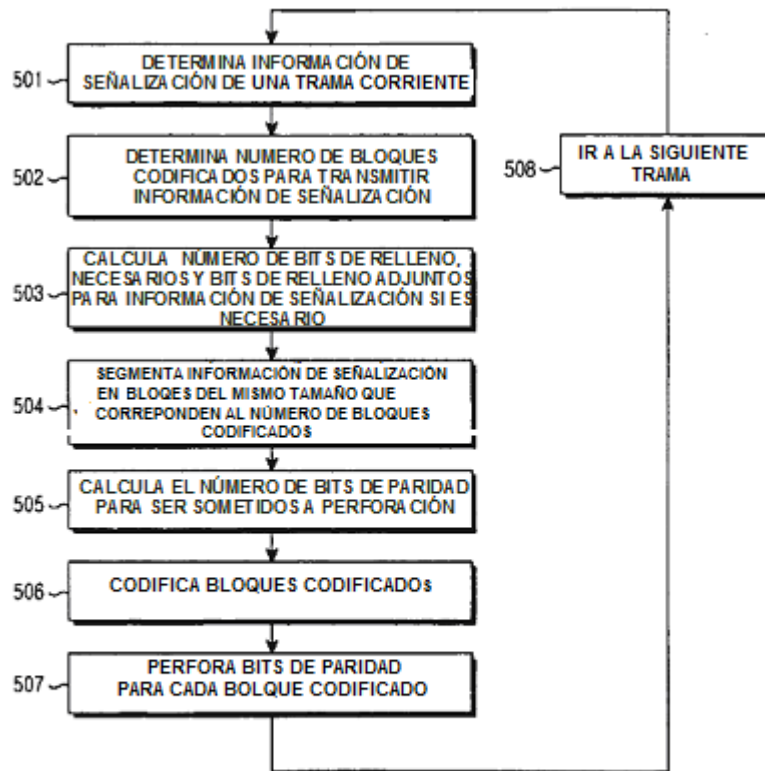 501
DETERMINA INFORMACIÓN DE
SEÑALIZACIÓN DE UNA TRAMA CORRIENTE
502
DETERMINA NUMERO DE BLOQUES
CODIFICADOS PARA TRANSMITIR
INFORMACIÓN DE SEÑALIZACIÓN
503
CALCULA NÚMERO DE BITS DE RELLENO,
NECESARIOS Y BITS DE RELLENO ADJUNTOS
PARA INFORMACIÓN DE SEÑALIZACIÓN SI ES
NECESARIO
504
SEGMENTA INFORMACIÓN DE SEÑALIZACIÓN
EN BLOQES DEL MISMO TAMAÑO QUE
CORREPONDEN AL NÚMERO DE BLOQUES
CODIFICADOS
505
CALCULA EL NÚMERO DE BITS DE PARIDAD
PARA SER SOMETIDOS A PERFORACIÓN
506
CODIFICA BLOQUES CODIFICADOs
507
PERFORA BITS DE PARIDAD
PARA CADA BOLQUE CODIFICADO
508
IR A LA SIGUIENTE
TRAMA